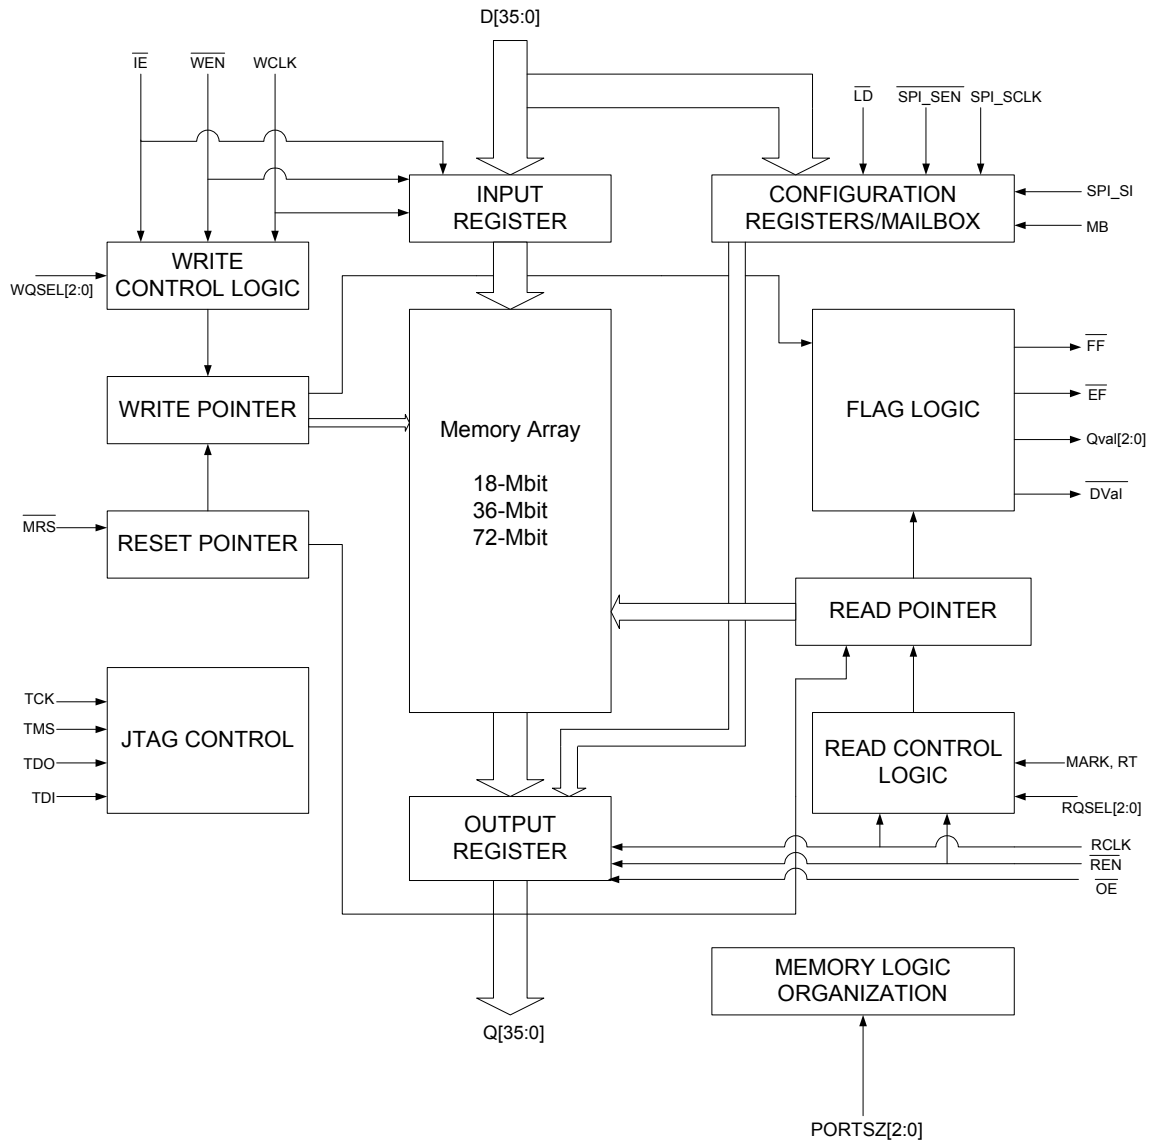 D[35:0]
IE
WEN
WCLK
LD
SPI_SEN
SPI_SCLK
INPUT
REGISTER
CONFIGURATION
REGISTERS/MAILBOX
SPI_SI
MB
WRITE
CONTROL LOGIC
WQSEL[2:0]
WRITE POINTER
Memory Array
18-Mbit
36-Mbit
72-Mbit
FLAG LOGIC
FF
EF
Qval[2:0]
DVal
MRS
RESET POINTER
READ POINTER
TCK
TMS
TDO
TDI
JTAG CONTROL
READ CONTROL
LOGIC
MARK, RT
RQSEL[2:0]
OUTPUT
REGISTER
RCLK
REN
OE
MEMORY LOGIC
ORGANIZATION
Q[35:0]
PORTSZ[2:0]